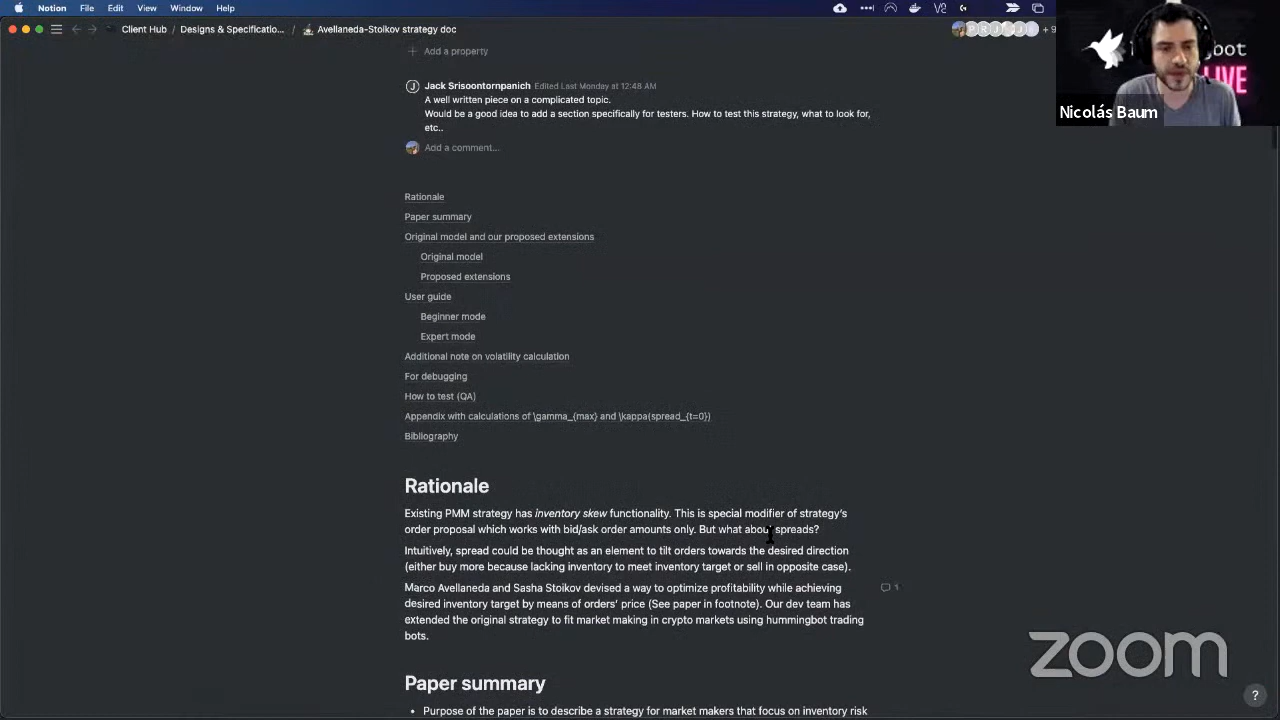 Notion File Edit View Window Help
Client Hub / Designs & Specificatio... / Avellaneda-Stoikov strategy doc
+ 9
bot
LIVE
Nicolás Baum
Add a property
J Jack Srisoontornpanich Edited Last Monday at 12:48 AM
A well written piece on a complicated topic.
Would be a good idea to add a section specifically for testers. How to test this strategy, what to look for,
etc..
Add a comment...
Rationale
Paper summary
Original model and our proposed extensions
Original model
Proposed extensions
User guide
Beginner mode
Expert mode
Additional note on volatility calculation
For debugging
How to test (QA)
Appendix with calculations of \gamma_{max} and \kappa(spread_{t=0})
Bibliography
Rationale
Existing PMM strategy has inventory skew functionality. This is special modifier of strategy's
order proposal which works with bid/ask order amounts only. But what about spreads?
Intuitively, spread could be thought as an element to tilt orders towards the desired direction
(either buy more because lacking inventory to meet inventory target or sell in opposite case).
Marco Avellaneda and Sasha Stoikov devised a way to optimize profitability while achieving
desired inventory target by means of orders' price (See paper in footnote). Our dev team has
extended the original strategy to fit market making in crypto markets using hummingbot trading
bots.
1
Paper summary
• Purpose of the paper is to describe a strategy for market makers that focus on inventory risk
zoom
?